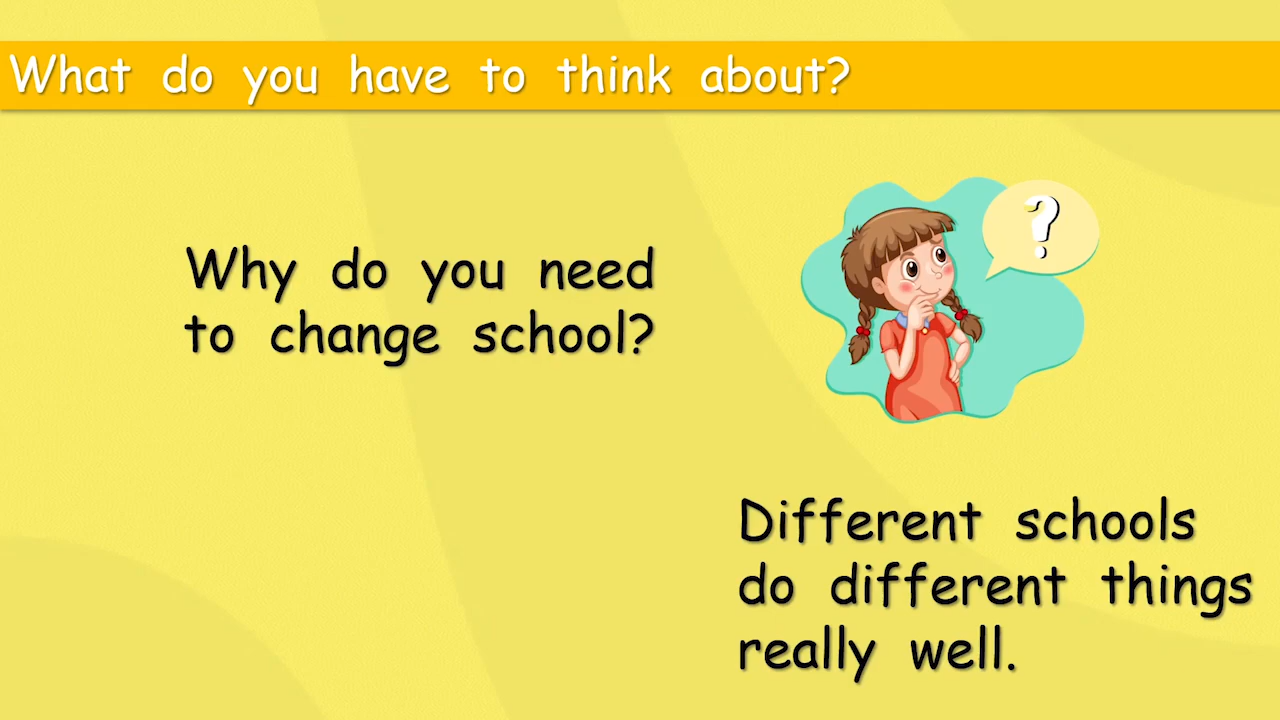 What do you have to think about?
Why do you need
to change school?
?
Different schools
do different things
really well.